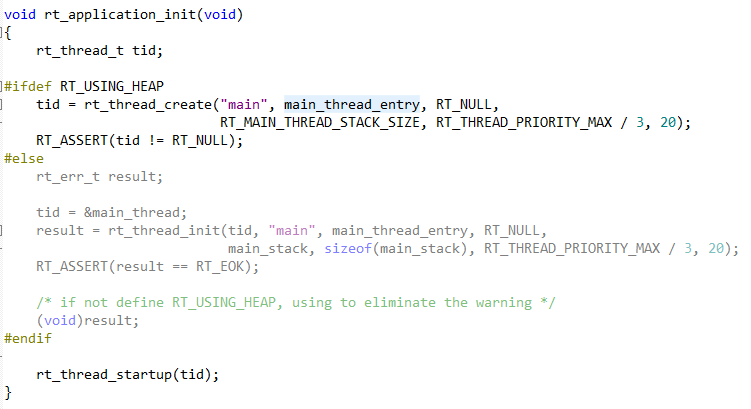 void rt_application_init(void)
{
    rt_thread_t tid;

#ifdef RT_USING_HEAP
    tid = rt_thread_create("main", main_thread_entry, RT_NULL,
                           RT_MAIN_THREAD_STACK_SIZE, RT_THREAD_PRIORITY_MAX / 3, 20);
    RT_ASSERT(tid != RT_NULL);
#else
    rt_err_t result;

    tid = &main_thread;
    result = rt_thread_init(tid, "main", main_thread_entry, RT_NULL,
                            main_stack, sizeof(main_stack), RT_THREAD_PRIORITY_MAX / 3, 20);
    RT_ASSERT(result == RT_EOK);

    /* if not define RT_USING_HEAP, using to eliminate the warning */
    (void)result;
#endif

    rt_thread_startup(tid);
}